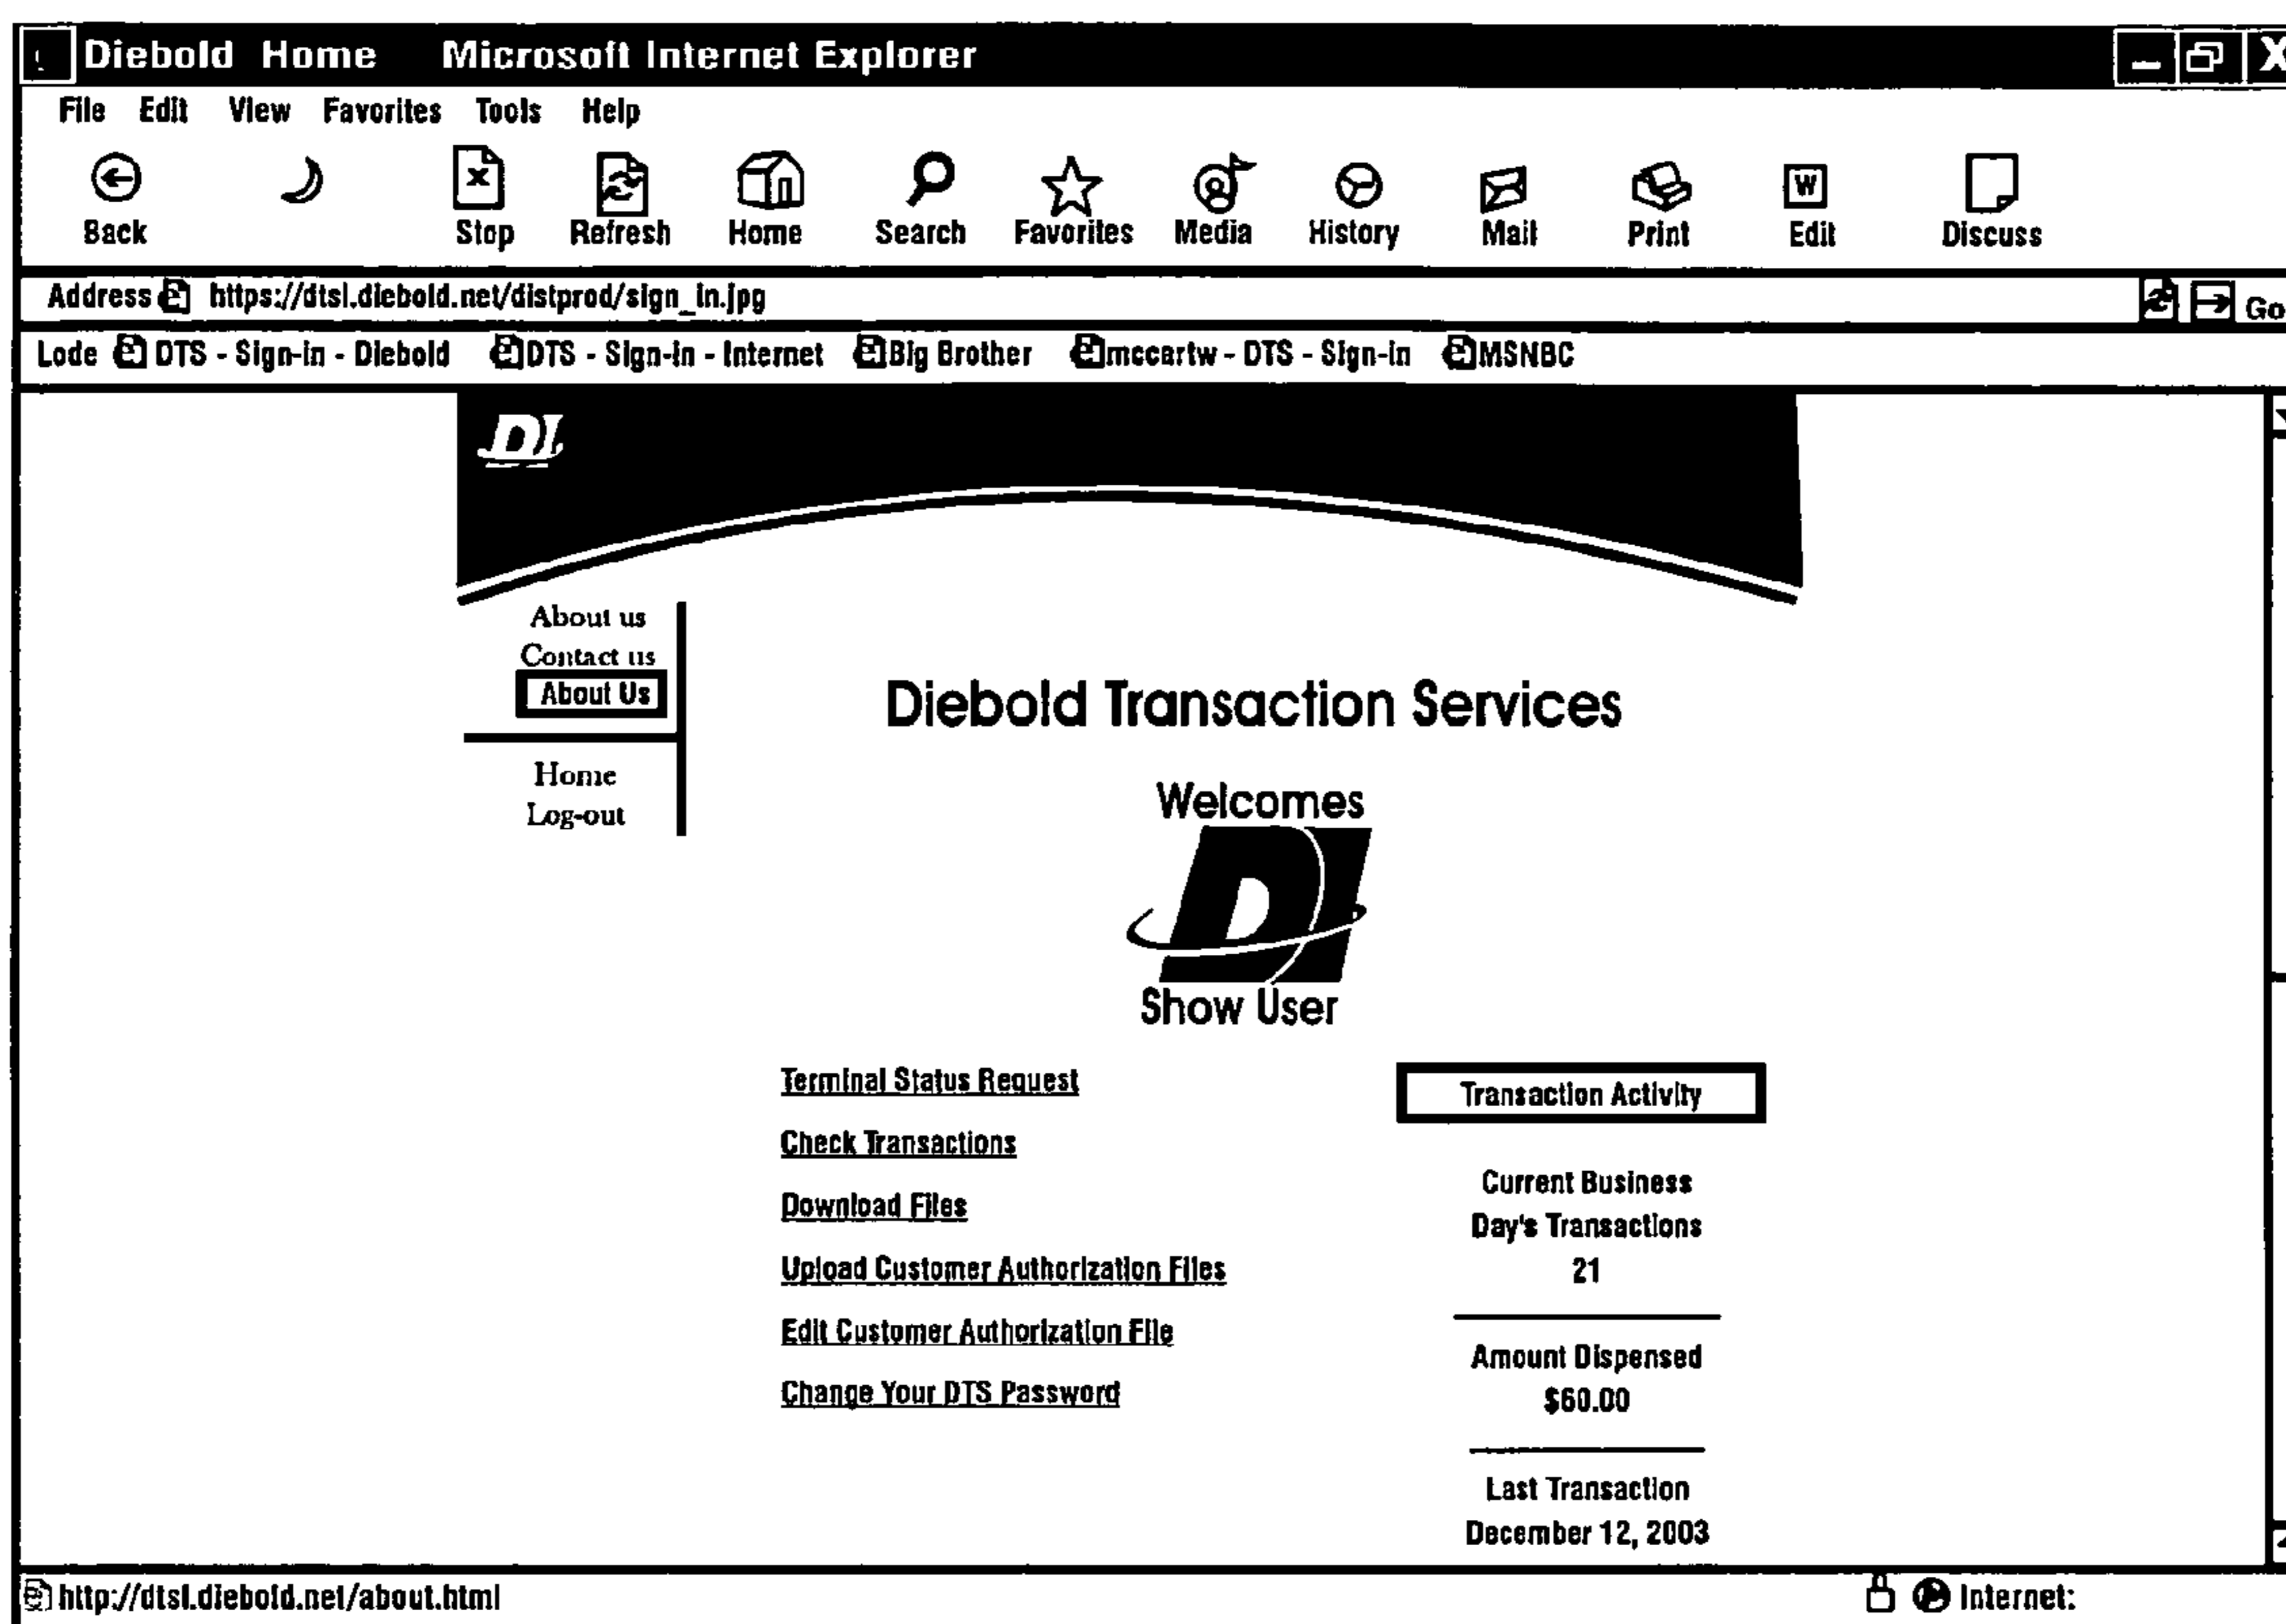 Diebold Home Microsoft Internet Explorer
File Edit View Favorites Tools Help
Back Stop Refresh Home Search Favorites Media History Mail Print Edit Discuss
Address https://dtsl.diebold.net/distprod/sign_in.jpg Go
Lode DTS - Sign-in - Diebold DTS - Sign-in - Internet Big Brother mccartw - DTS - Sign-in MSNBC
DI
About us
Contact us
About Us
Home
Log-out
Diebold Transaction Services
Welcomes
DI
Show User
Terminal Status Request
Check Transactions
Download Files
Upload Customer Authorization Files
Edit Customer Authorization File
Change Your DTS Password
Transaction Activity
Current Business
Day's Transactions
21
Amount Dispensed
$60.00
Last Transaction
December 12, 2003
http://dtsl.diebold.net/about.html Internet: